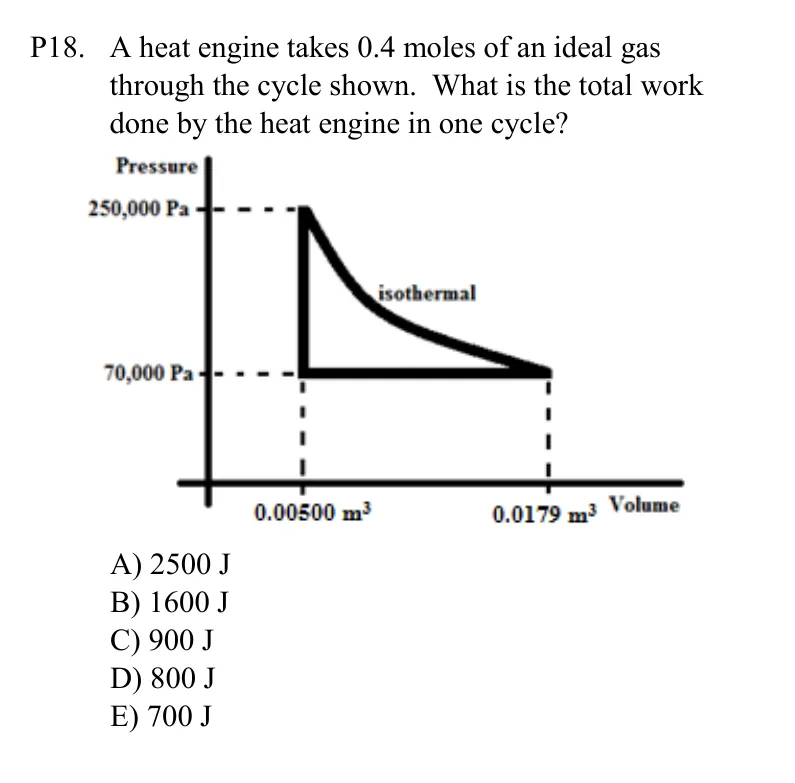 P18. A heat engine takes 0.4 moles of an ideal gas
through the cycle shown. What is the total work
done by the heat engine in one cycle?
Pressure
250,000 Pa
isothermal
70,000 Pa
0.00500 m³
0.0179 m³ Volume
A) 2500 J
B) 1600 J
C) 900 J
D) 800 J
E) 700 J